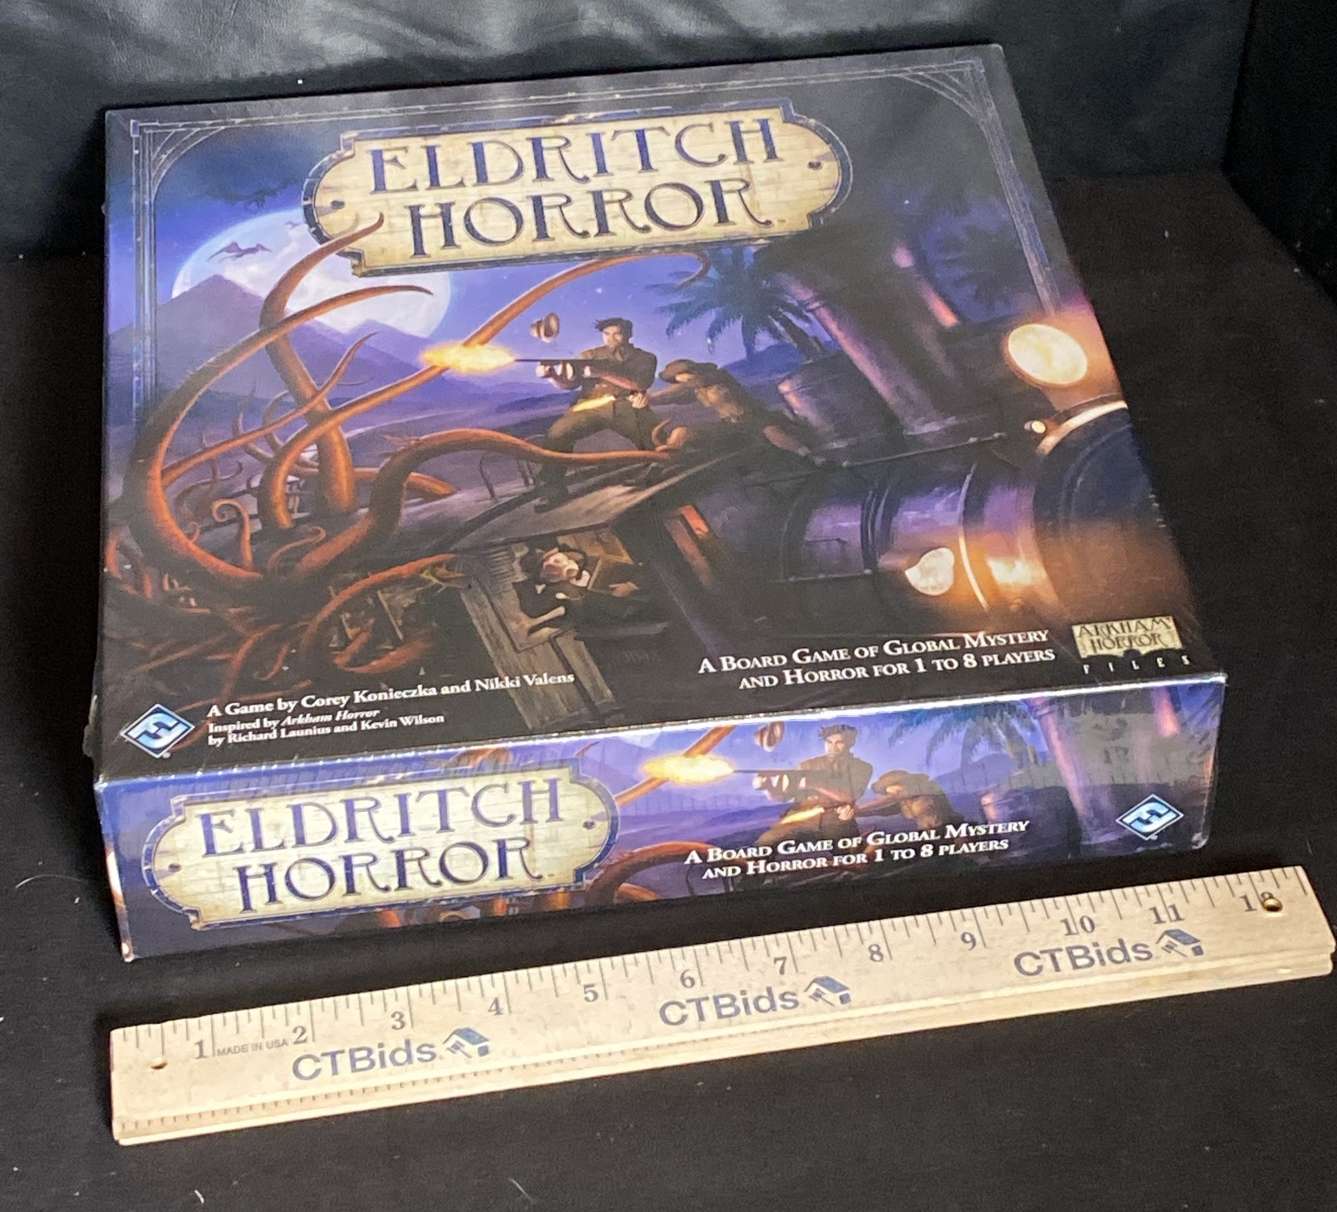 ELDRITCH
HORROR
A Game by Corey Konieczka and Nikki Valens
Inspired by Arkham Horror
by Richard Launius and Kevin Wilson
A Board Game of Global Mystery
and Horror for 1 to 8 players
ARKHAM
HORROR
FILES
ELDRITCH
HORROR
A Board Game of Global Mystery
and Horror for 1 to 8 players
1 2 3 4 5 6 7 8 9 10 11
MADE IN USA
CTBids CTBids CTBids